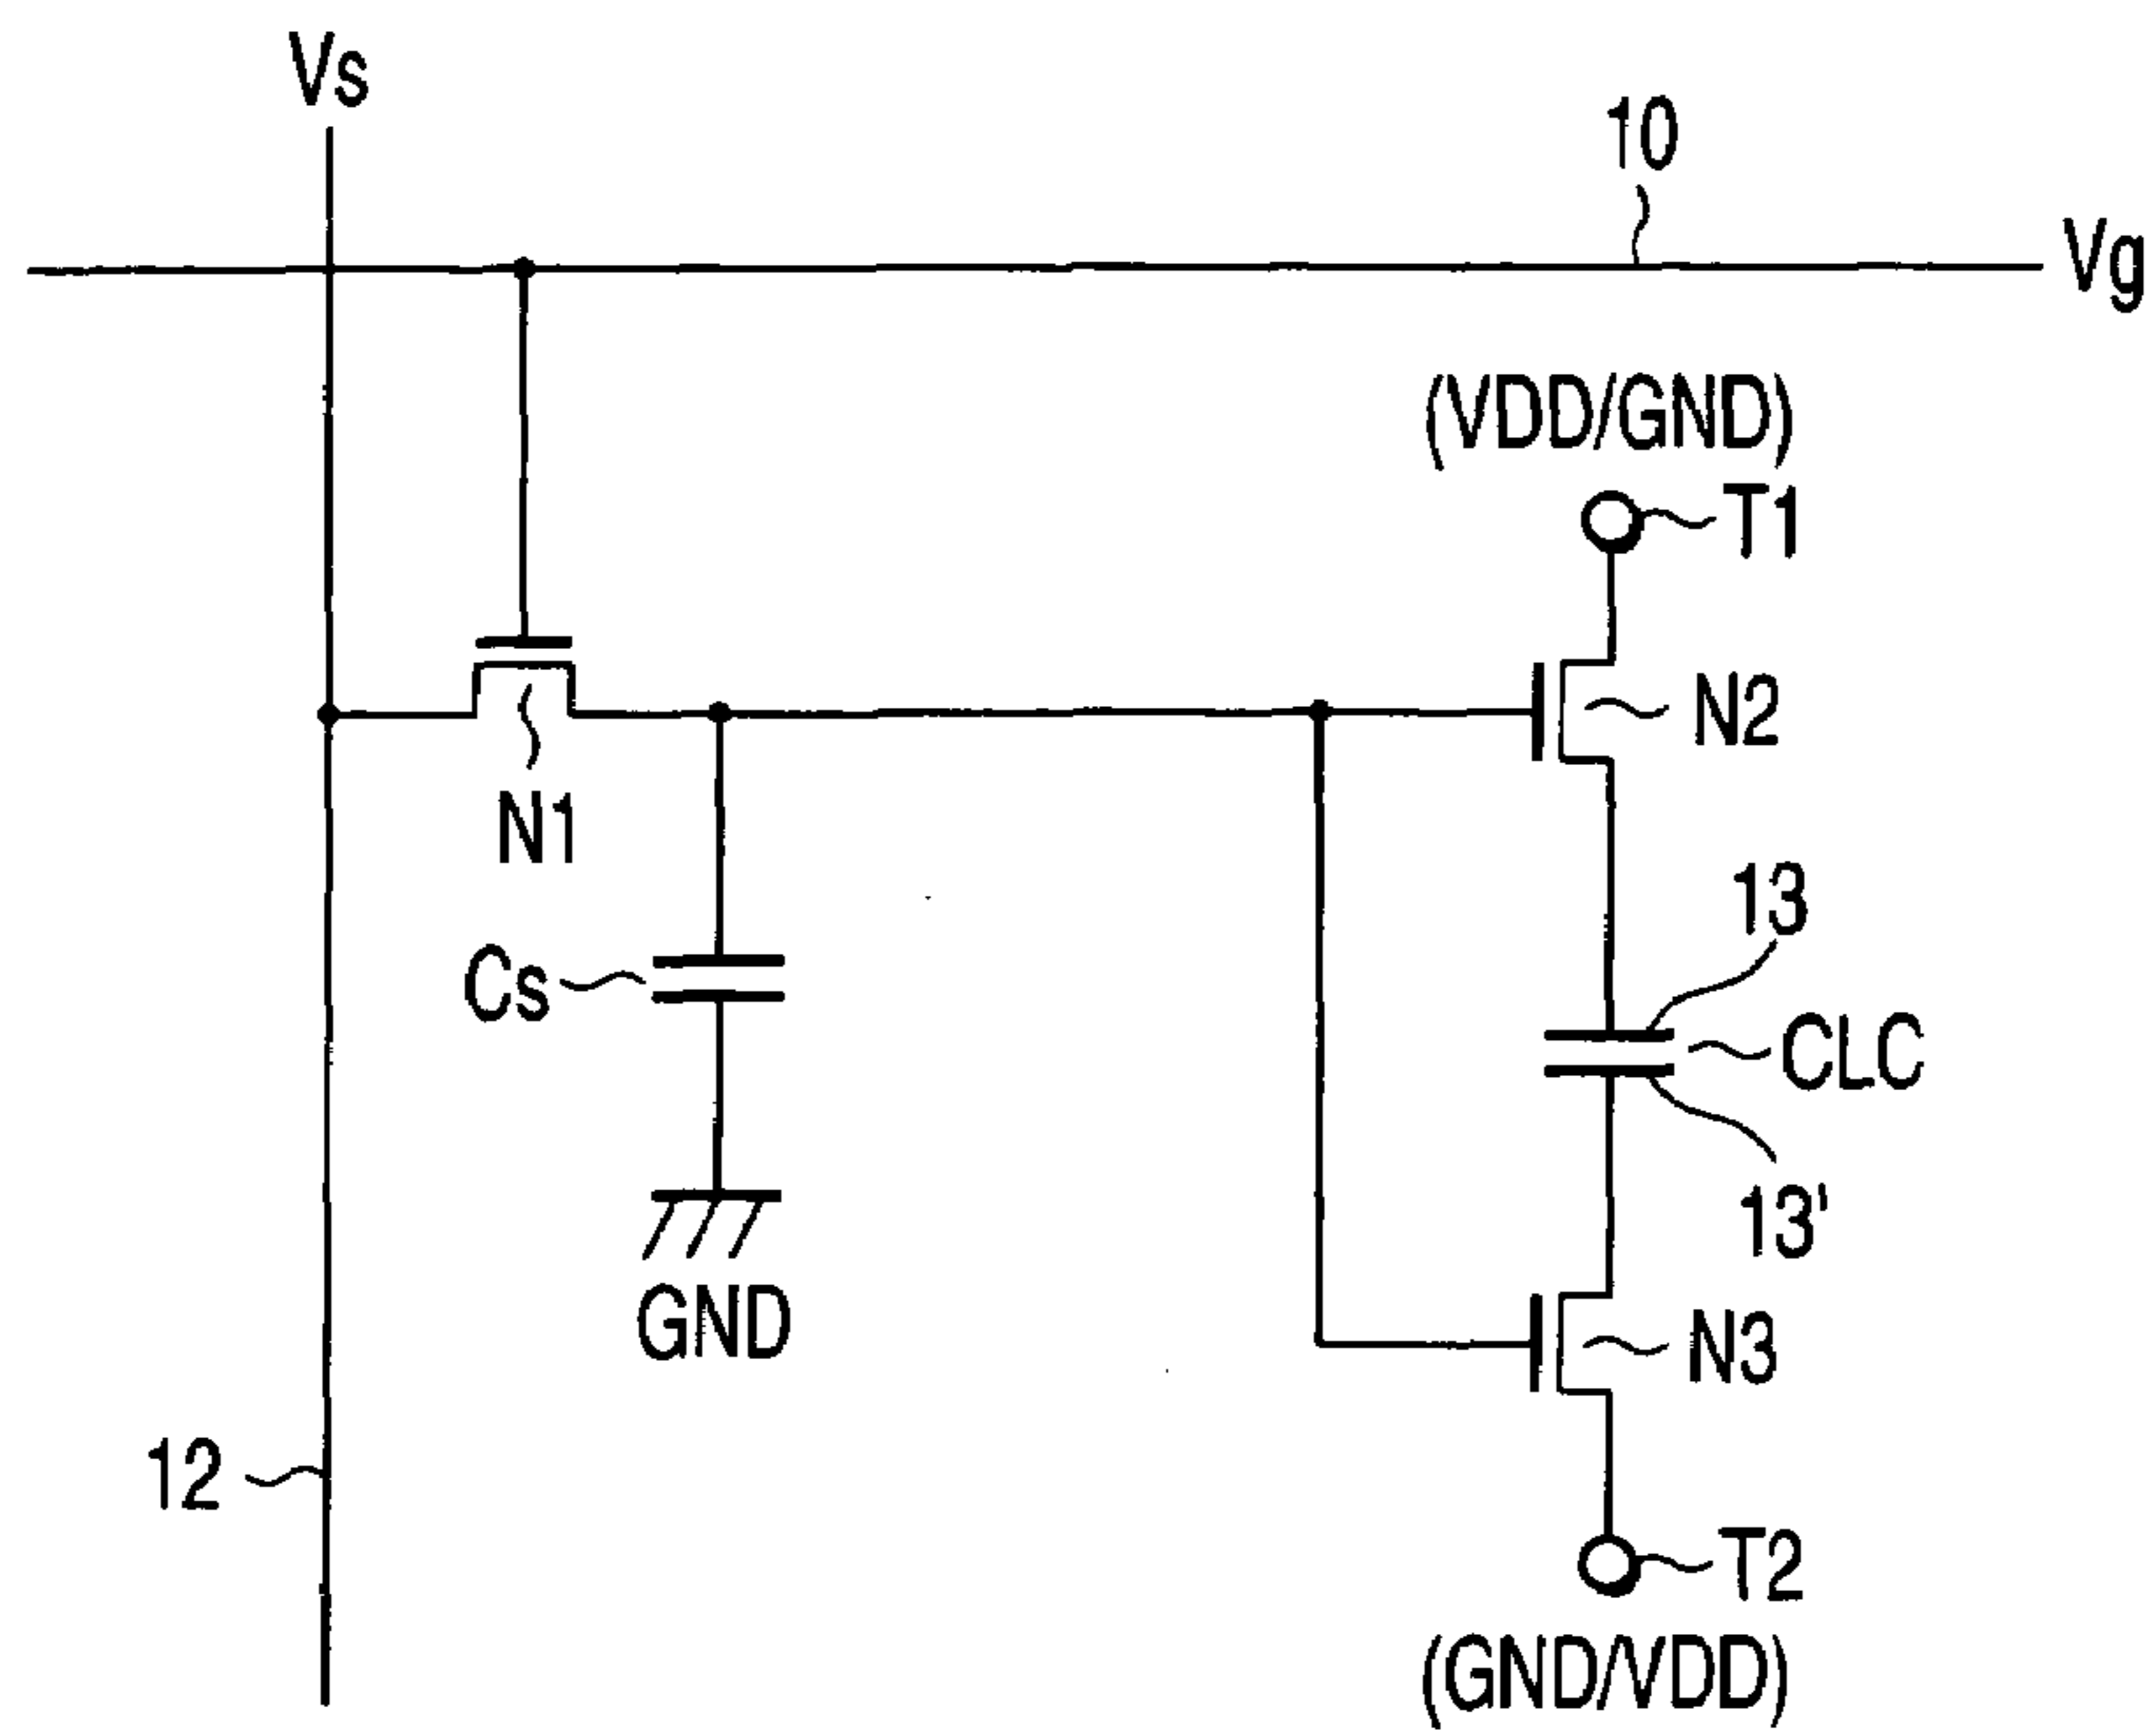 Vs
10
Vg
(VDD/GND)
T1
N2
N1
13
Cs
CLC
13'
GND
N3
12
T2
(GND/VDD)